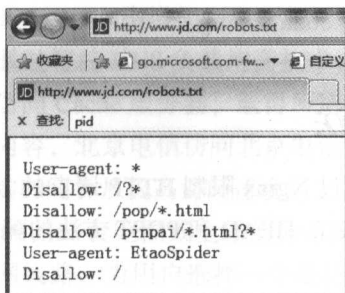 JD http://www.jd.com/robots.txt
收藏夹 go.microsoft.com-fw... 自定义
JD http://www.jd.com/robots.txt
x 查找: pid
User-agent: *
Disallow: /?*
Disallow: /pop/*.html
Disallow: /pinpai/*.html?*
User-agent: EtaoSpider
Disallow: /